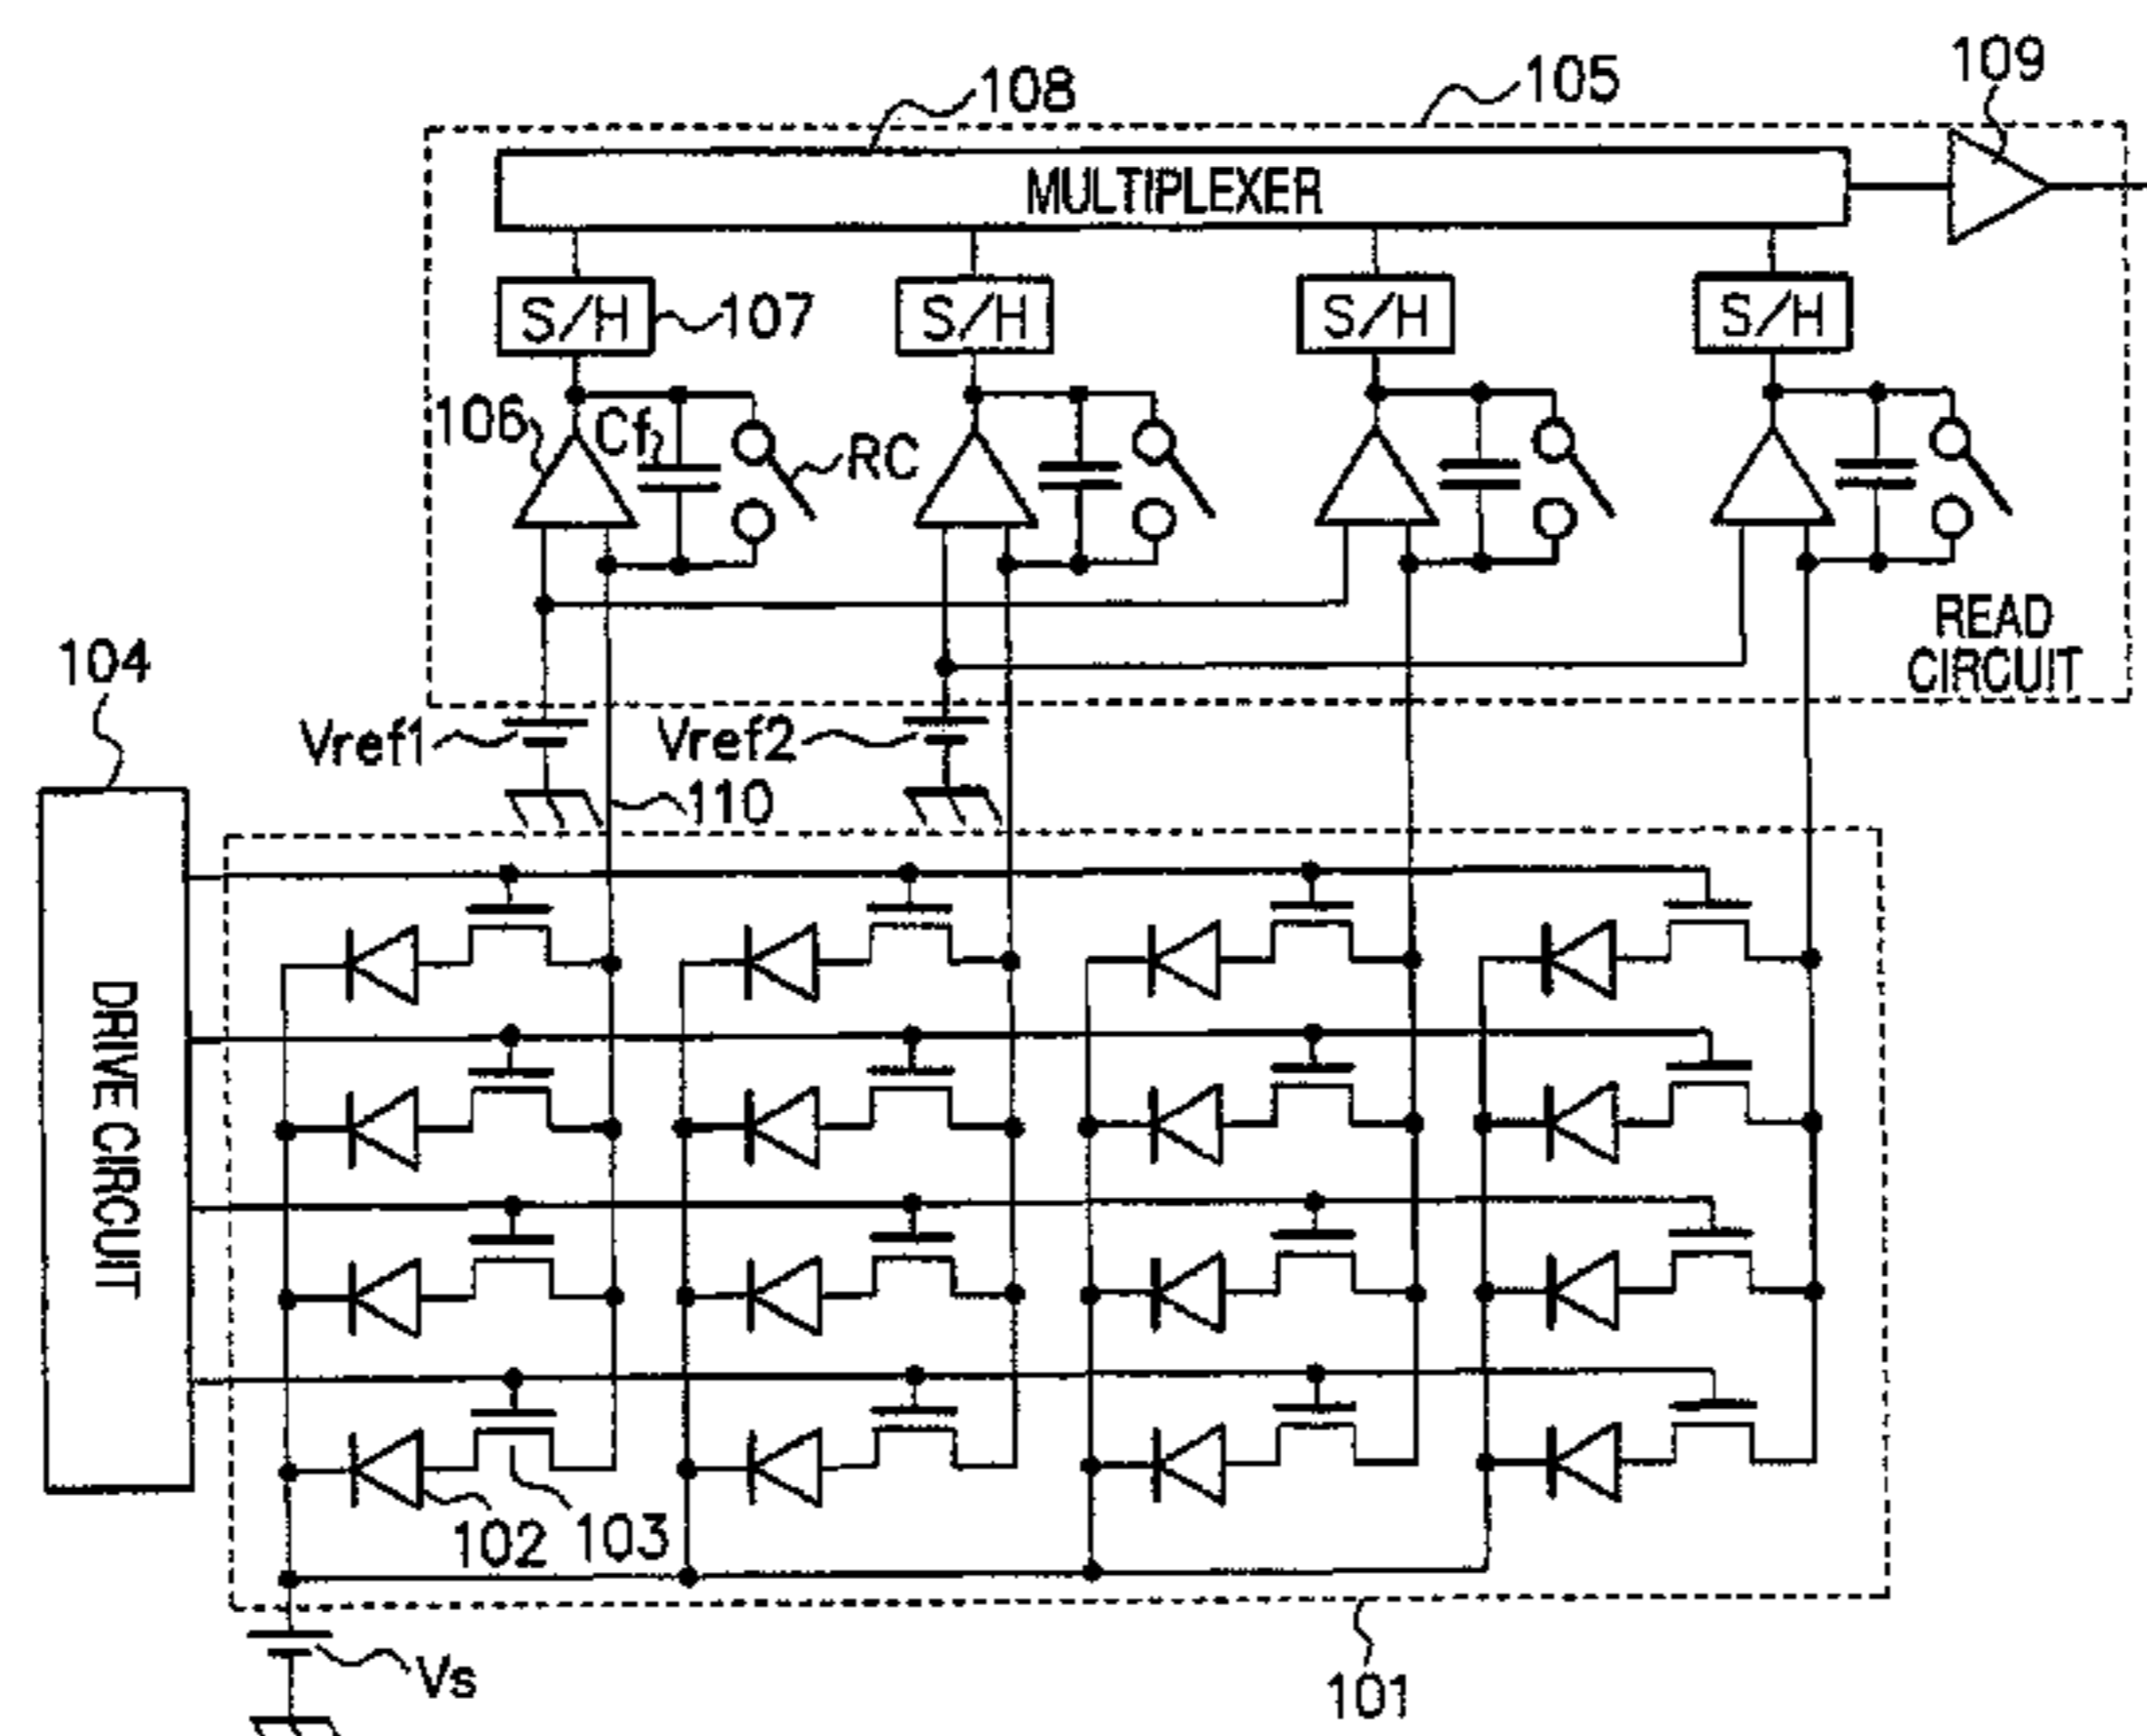 108
105
109
MULTIPLEXER
S/H
107
S/H
S/H
S/H
106
Cf
RC
READ
CIRCUIT
104
Vref1
Vref2
110
DRIVE CIRCUIT
102
103
Vs
101